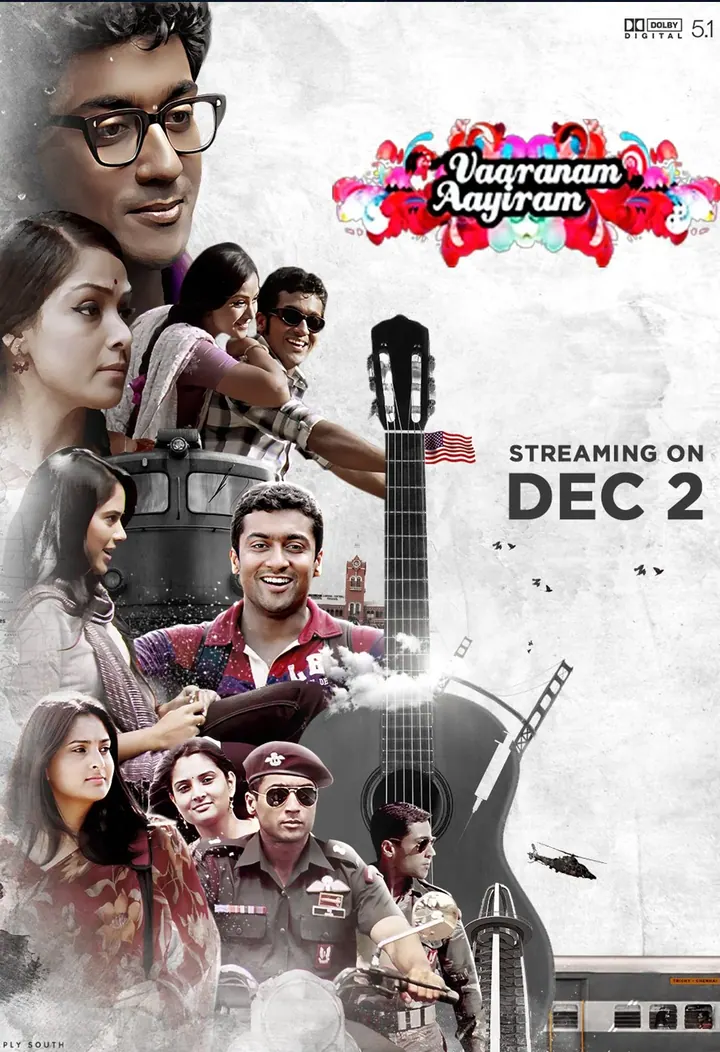 DOLBY 5.1
DIGITAL
Vaaranam
Aayiram
STREAMING ON
DEC 2
PLY SOUTH